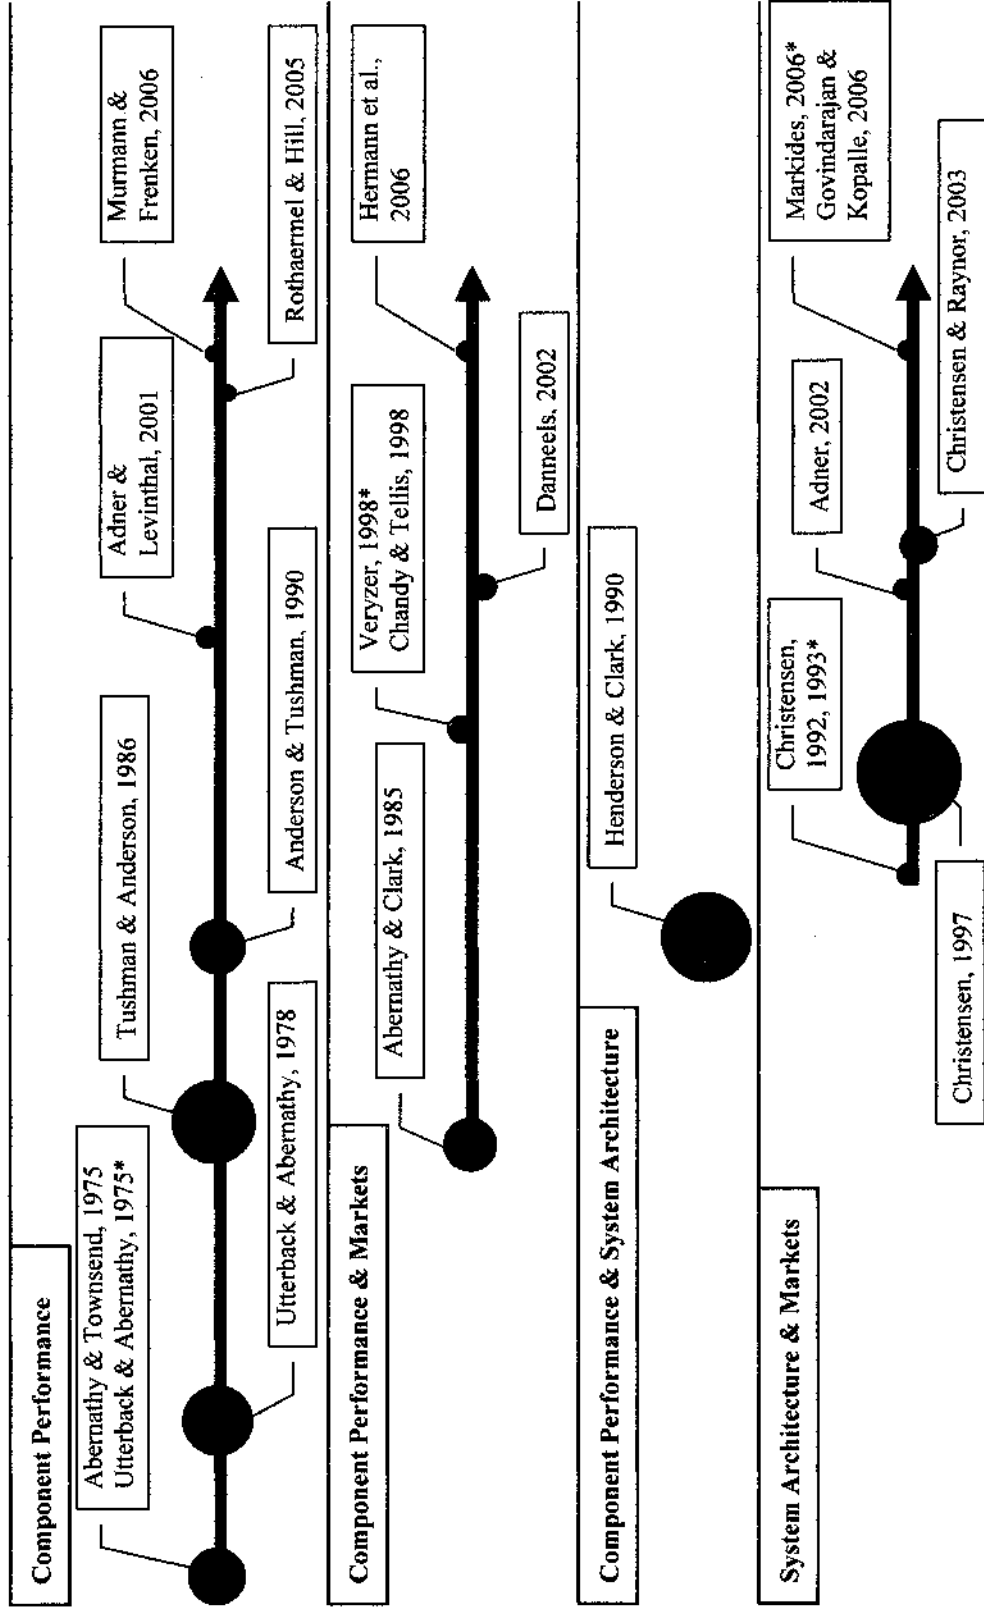 Component Performance
Abernathy & Townsend, 1975
Utterback & Abernathy, 1975*
Tushman & Anderson, 1986
Adner &
Levinthal, 2001
Murmann &
Frenken, 2006
Utterback & Abernathy, 1978
Anderson & Tushman, 1990
Rothaermel & Hill, 2005
Component Performance & Markets
Abernathy & Clark, 1985
Veryzer, 1998*
Chandy & Tellis, 1998
Hermann et al.,
2006
Danneels, 2002
Component Performance & System Architecture
Henderson & Clark, 1990
System Architecture & Markets
Christensen,
1992, 1993*
Adner, 2002
Markides, 2006*
Govindarajan &
Kopalle, 2006
Christensen, 1997
Christensen & Raynor, 2003